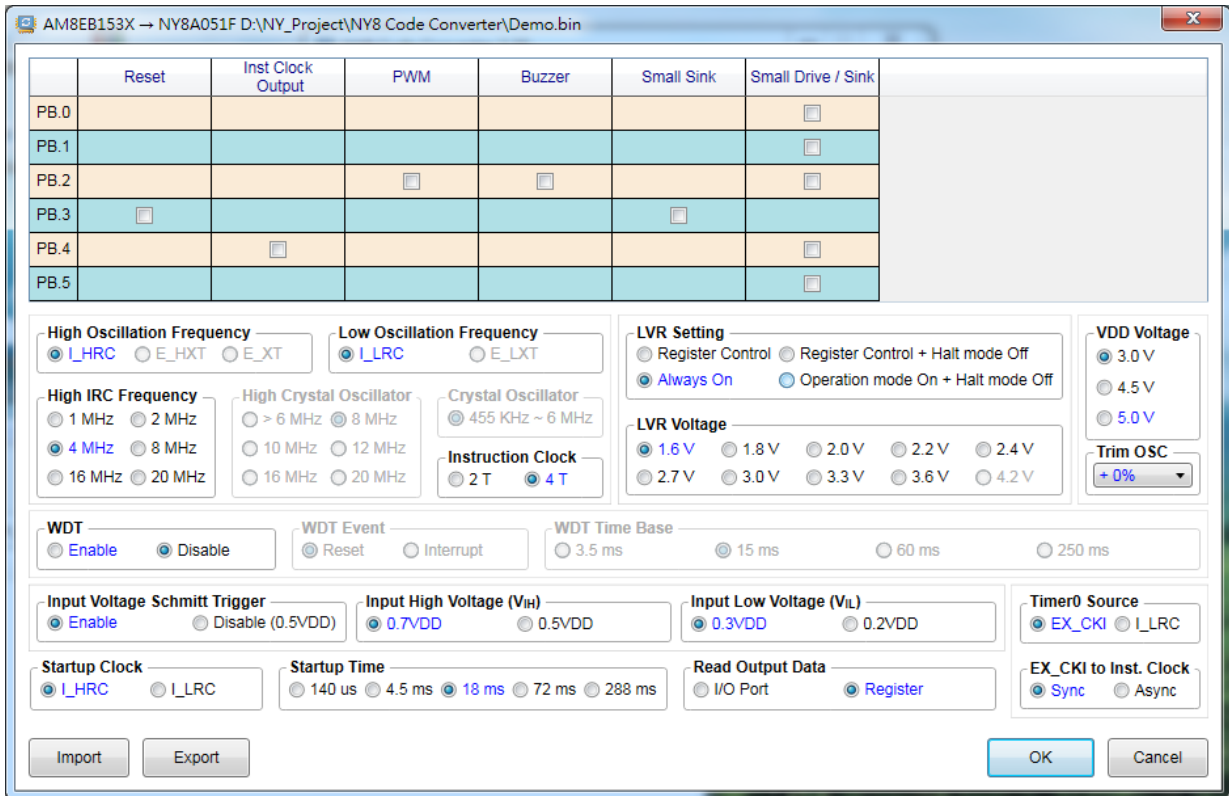 AM8EB153X → NY8A051F D:\NY_Project\NY8 Code Converter\Demo.bin
Reset Inst Clock Output PWM Buzzer Small Sink Small Drive / Sink
PB.0
PB.1
PB.2
PB.3
PB.4
PB.5
High Oscillation Frequency
I_HRC E_HXT E_XT
Low Oscillation Frequency
I_LRC E_LXT
High IRC Frequency
1 MHz 2 MHz
4 MHz 8 MHz
16 MHz 20 MHz
High Crystal Oscillator
> 6 MHz 8 MHz
10 MHz 12 MHz
16 MHz 20 MHz
Crystal Oscillator
455 KHz ~ 6 MHz
Instruction Clock
2 T 4 T
LVR Setting
Register Control Register Control + Halt mode Off
Always On Operation mode On + Halt mode Off
LVR Voltage
1.6 V 1.8 V 2.0 V 2.2 V 2.4 V
2.7 V 3.0 V 3.3 V 3.6 V 4.2 V
VDD Voltage
3.0 V
4.5 V
5.0 V
Trim OSC
+ 0%
WDT
Enable Disable
WDT Event
Reset Interrupt
WDT Time Base
3.5 ms 15 ms 60 ms 250 ms
Input Voltage Schmitt Trigger
Enable Disable (0.5VDD)
Input High Voltage (VIH)
0.7VDD 0.5VDD
Input Low Voltage (VIL)
0.3VDD 0.2VDD
Timer0 Source
EX_CKI I_LRC
Startup Clock
I_HRC I_LRC
Startup Time
140 us 4.5 ms 18 ms 72 ms 288 ms
Read Output Data
I/O Port Register
EX_CKI to Inst. Clock
Sync Async
Import Export OK Cancel